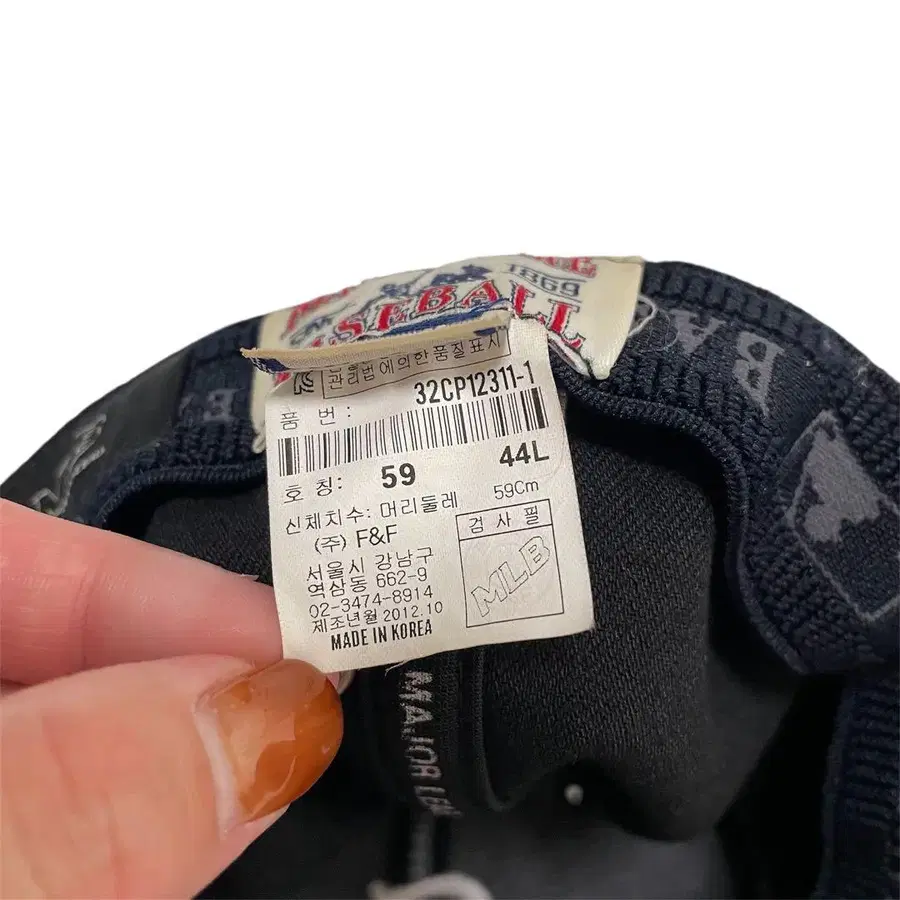 1869
BASEBALL
관리법에의한품질표시
품 번: 32CP12311-1
호 칭: 59 44L
신체치수: 머리둘레 59Cm
(주) F&F
서울시 강남구
역삼동 662-9
02-3474-8914
제조년월 2012.10
MADE IN KOREA
검 사 필
MLB
BA
MAJOR LEA